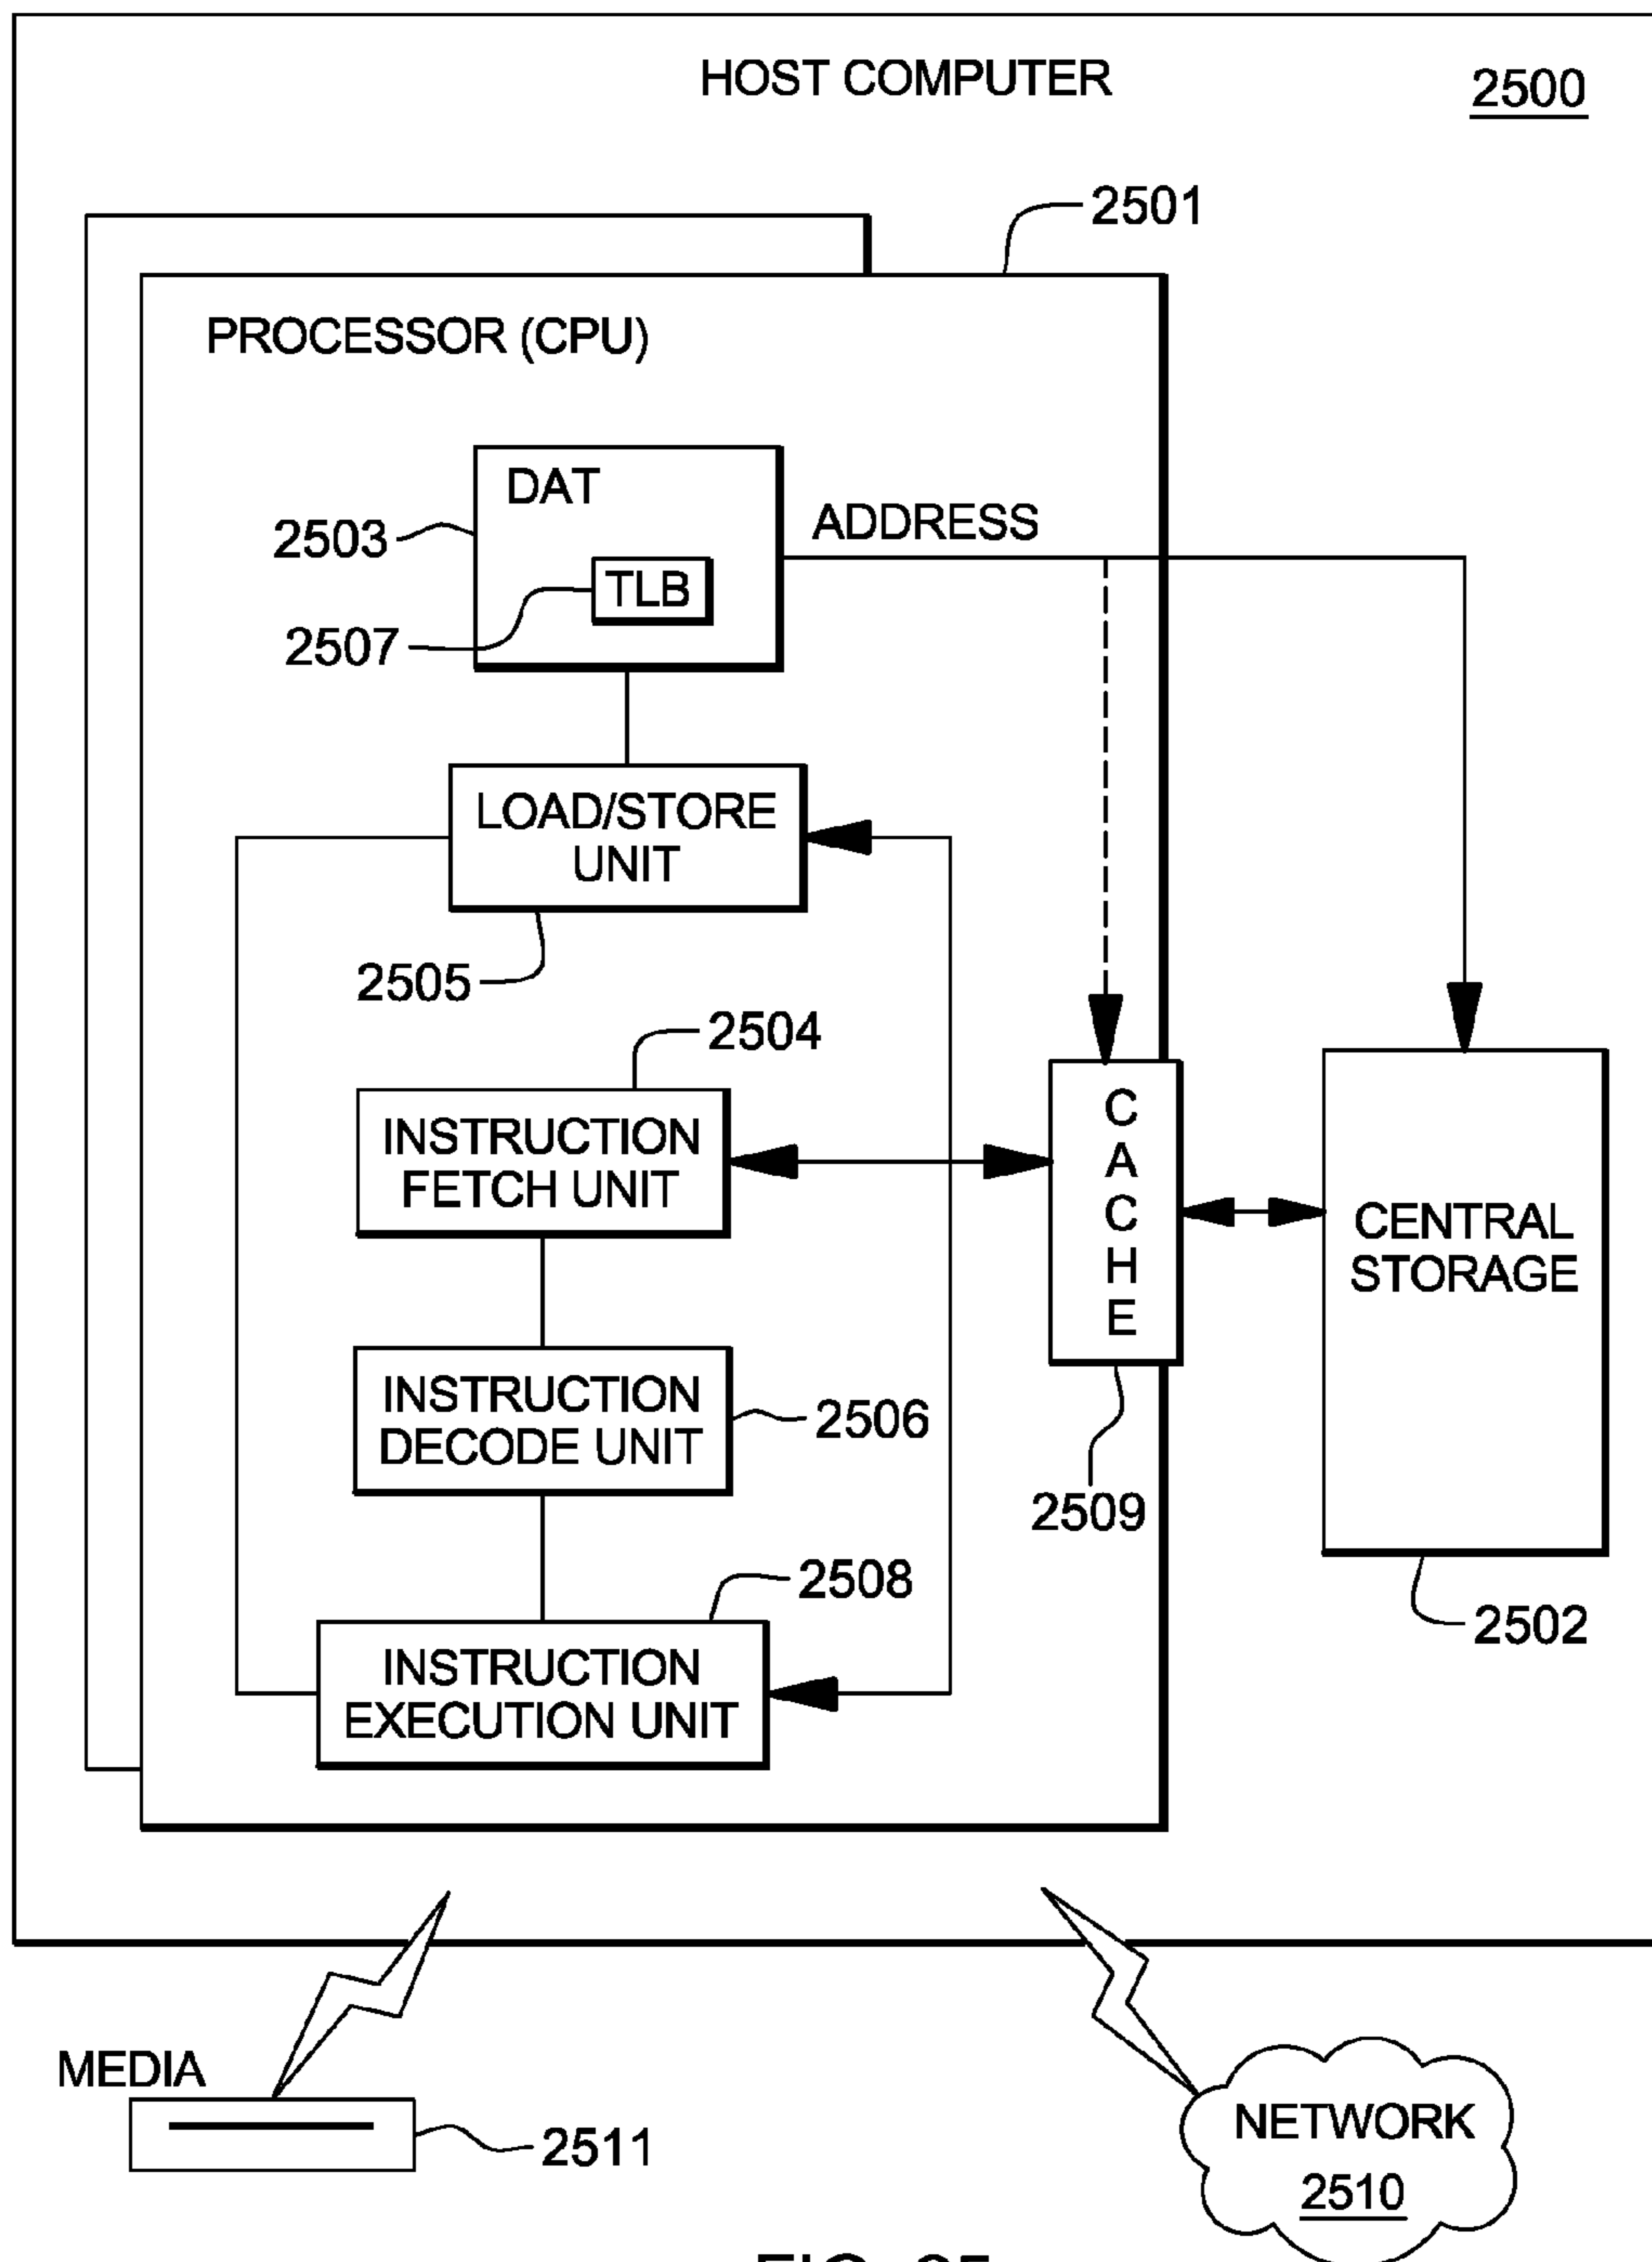 HOST COMPUTER
2500
2501
PROCESSOR (CPU)
DAT
2503
ADDRESS
TLB
2507
LOAD/STORE
UNIT
2505
2504
INSTRUCTION
FETCH UNIT
C
A
C
H
E
CENTRAL
STORAGE
INSTRUCTION
DECODE UNIT
2506
2509
2508
2502
INSTRUCTION
EXECUTION UNIT
MEDIA
2511
NETWORK
2510